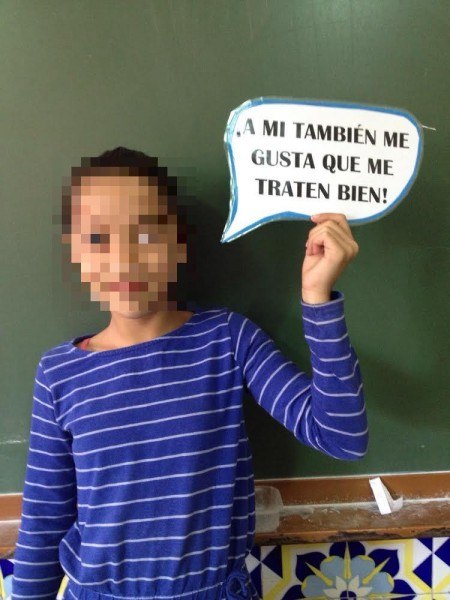 ¡A MI TAMBIÉN ME
GUSTA QUE ME
TRATEN BIEN!